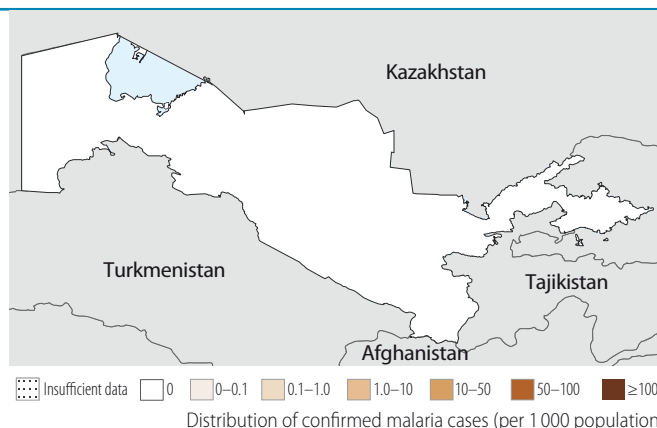 Kazakhstan
Turkmenistan
Tajikistan
Afghanistan
Insufficient data 0 0–0.1 0.1–1.0 1.0–10 10–50 50–100 ≥100
Distribution of confirmed malaria cases (per 1 000 population